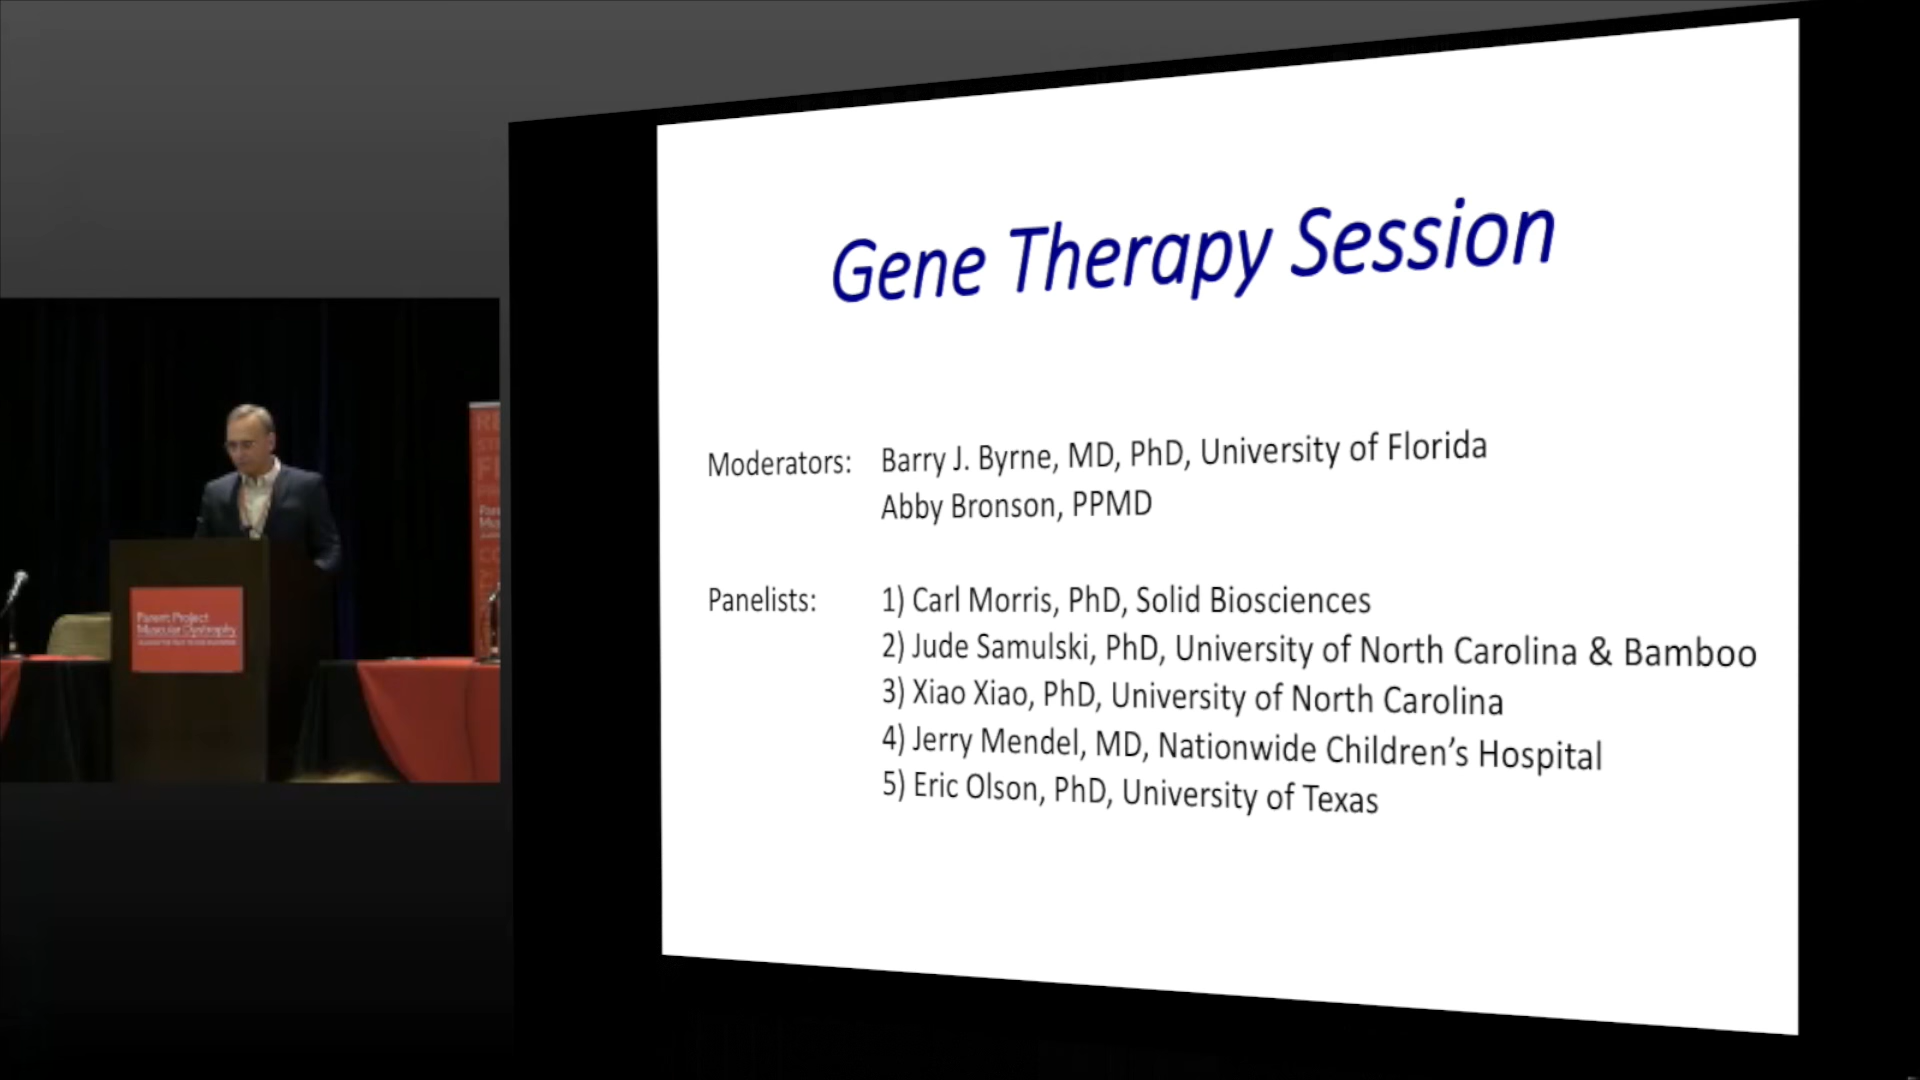 Gene Therapy Session
Moderators: Barry J. Byrne, MD, PhD, University of Florida
Abby Bronson, PPMD
Panelists: 1) Carl Morris, PhD, Solid Biosciences
2) Jude Samulski, PhD, University of North Carolina & Bamboo
3) Xiao Xiao, PhD, University of North Carolina
4) Jerry Mendel, MD, Nationwide Children’s Hospital
5) Eric Olson, PhD, University of Texas
Parent Project
Muscular Dystrophy